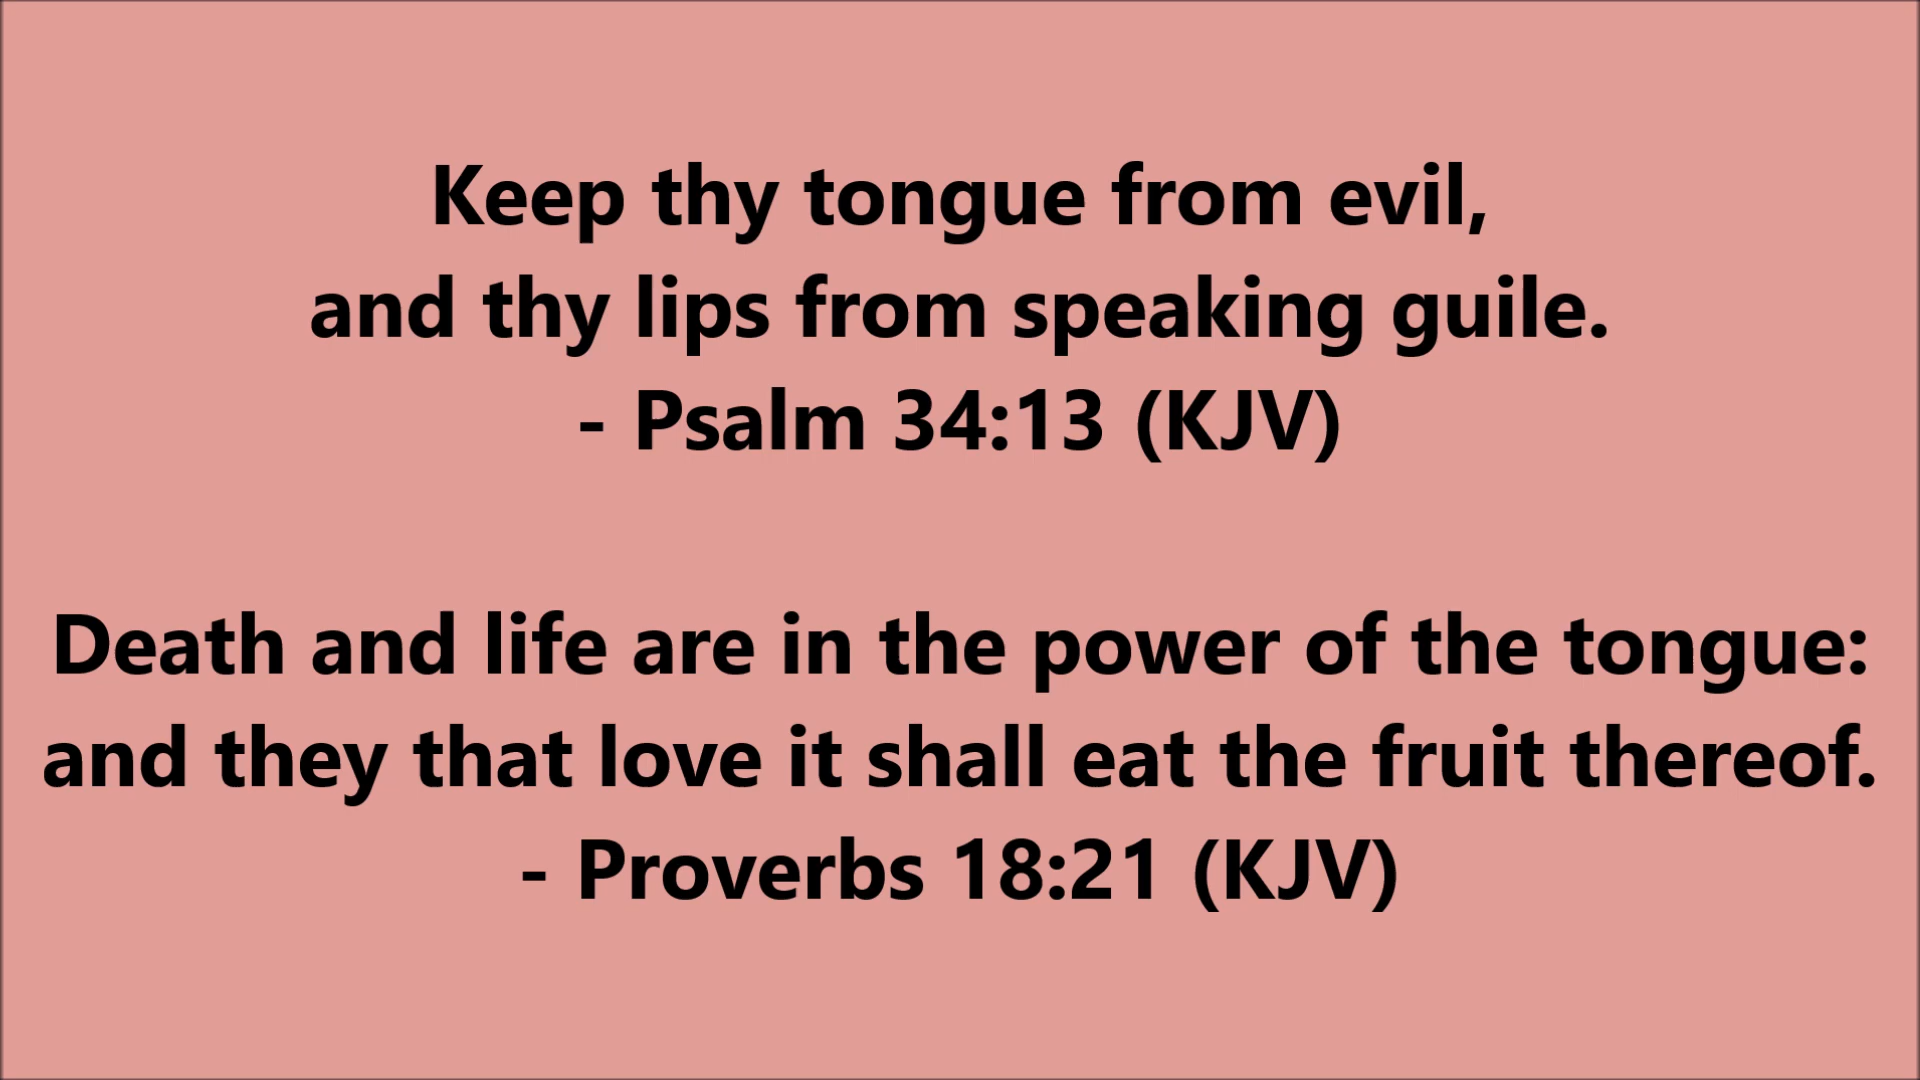 Keep thy tongue from evil,
and thy lips from speaking guile.
- Psalm 34:13 (KJV)
Death and life are in the power of the tongue:
and they that love it shall eat the fruit thereof.
- Proverbs 18:21 (KJV)